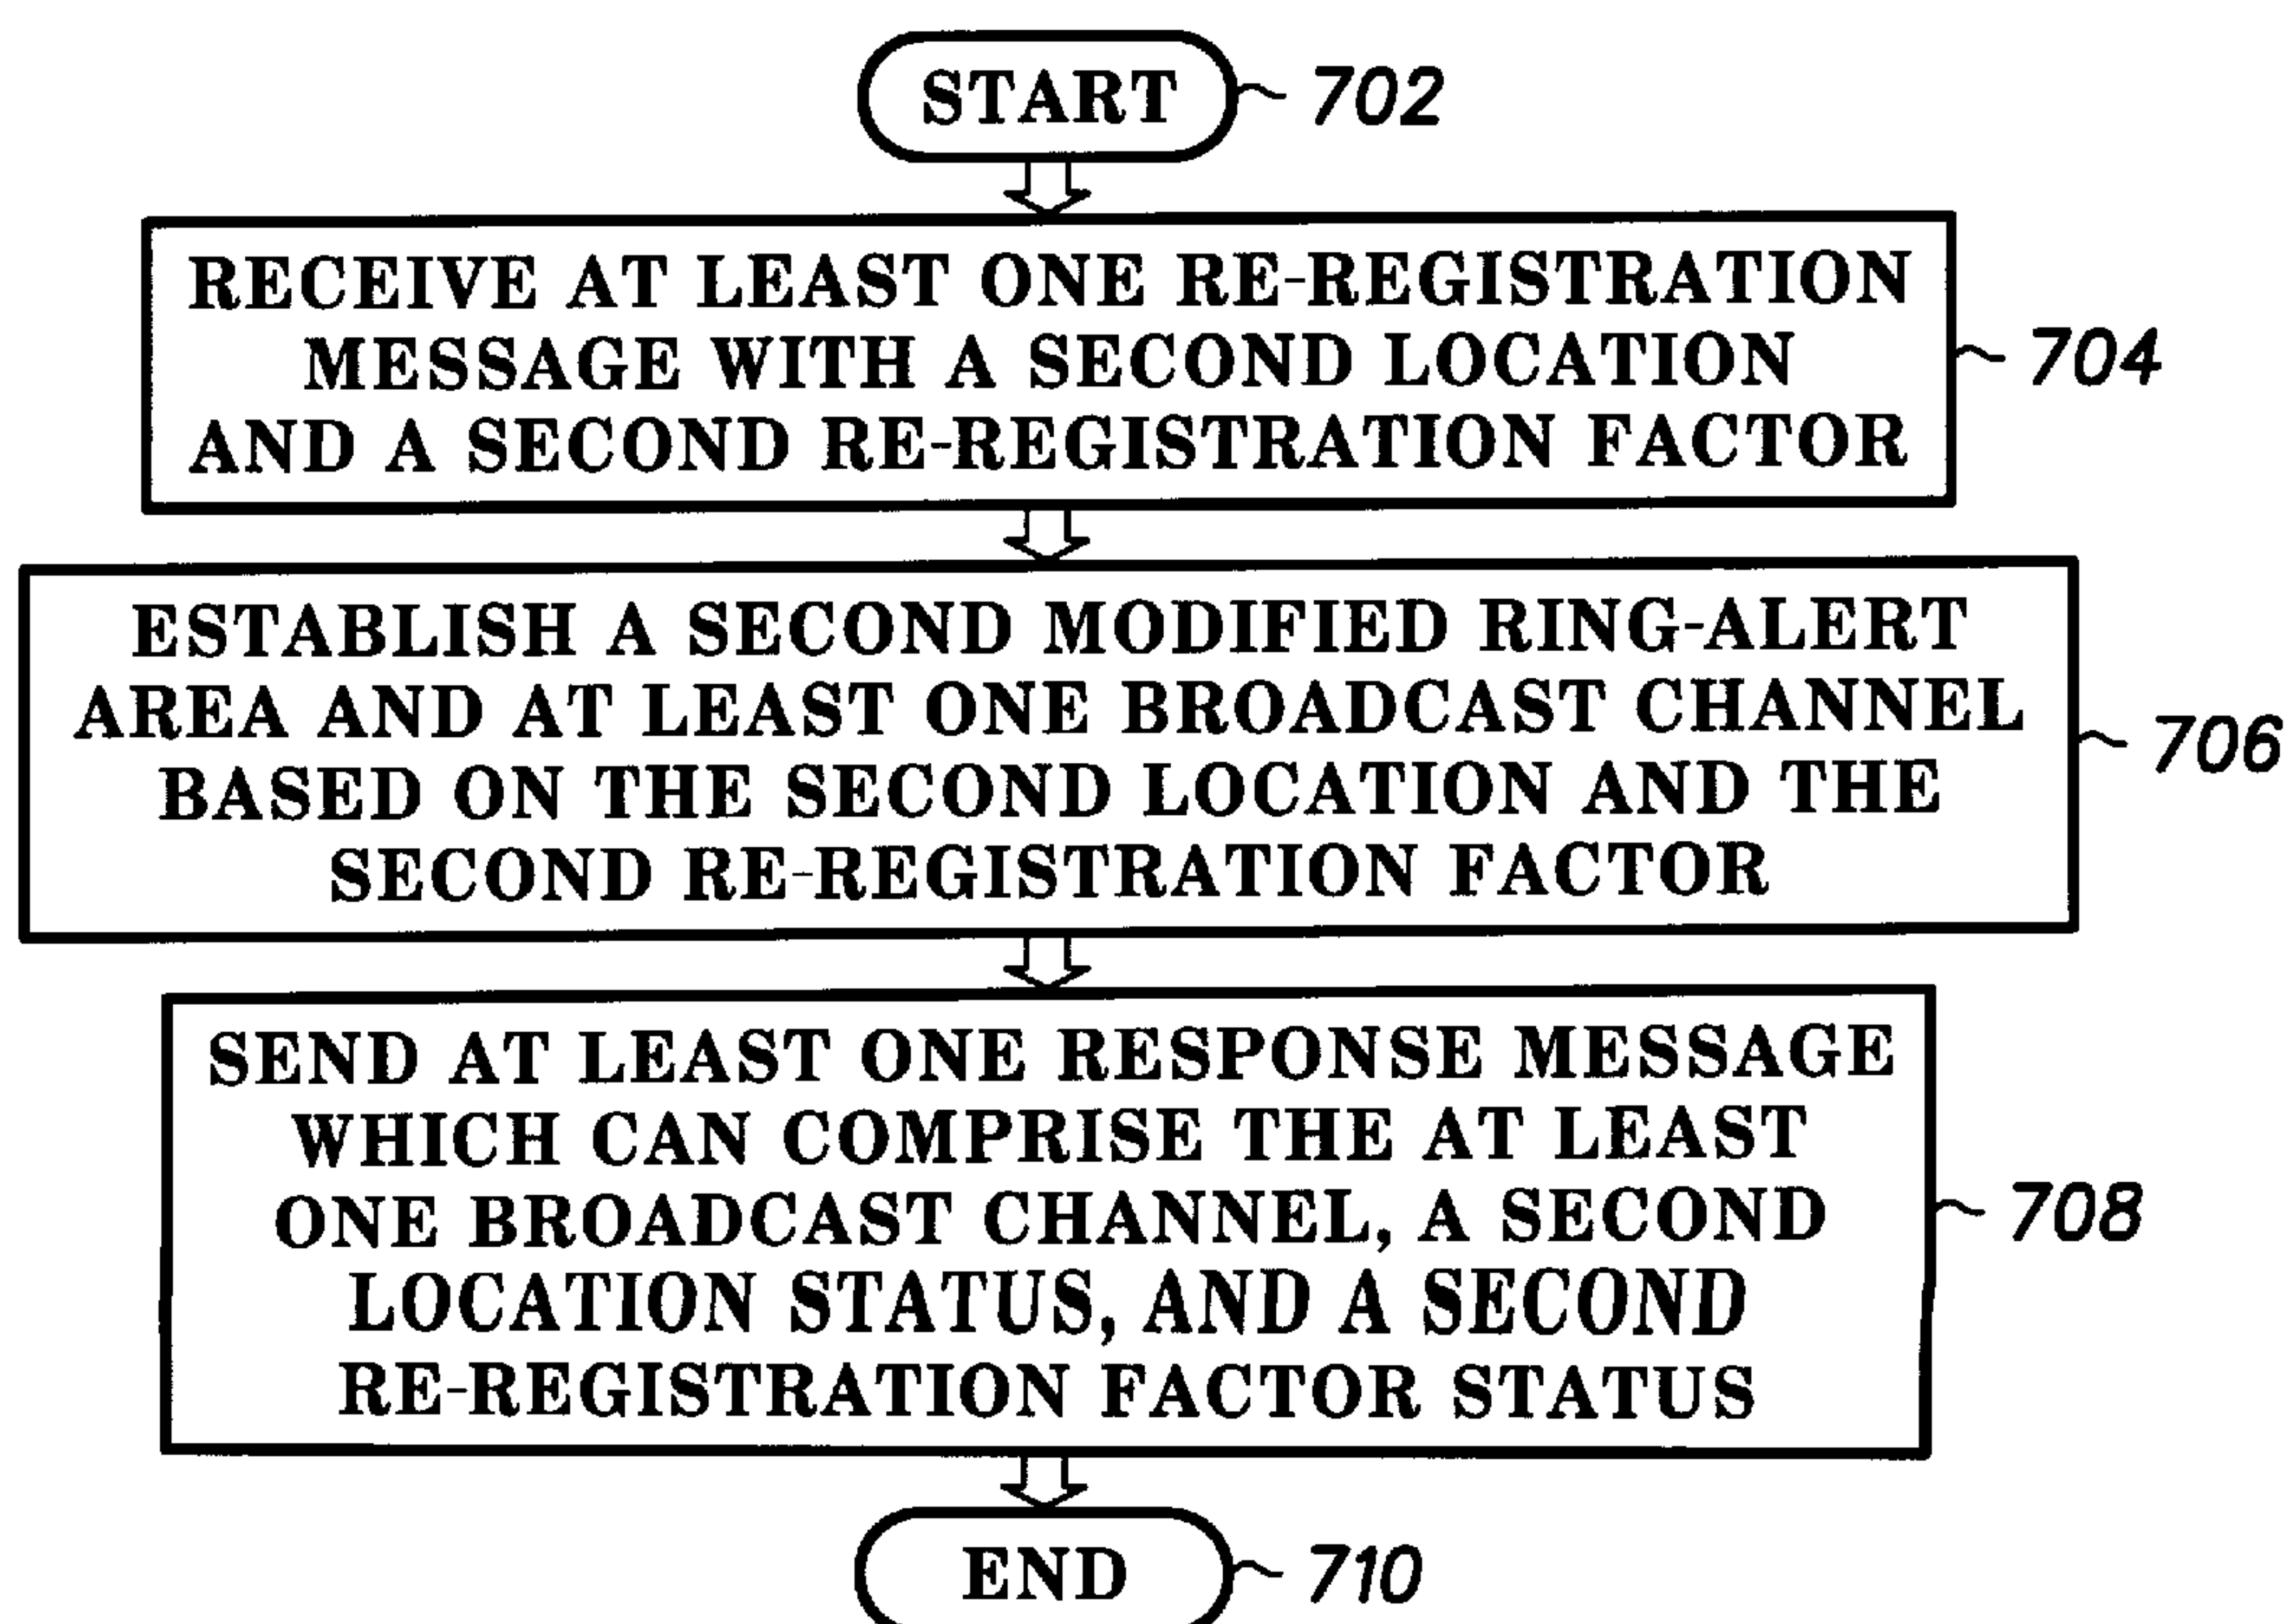 START 702
RECEIVE AT LEAST ONE RE-REGISTRATION
MESSAGE WITH A SECOND LOCATION
AND A SECOND RE-REGISTRATION FACTOR
704
ESTABLISH A SECOND MODIFIED RING-ALERT
AREA AND AT LEAST ONE BROADCAST CHANNEL
BASED ON THE SECOND LOCATION AND THE
SECOND RE-REGISTRATION FACTOR
706
SEND AT LEAST ONE RESPONSE MESSAGE
WHICH CAN COMPRISE THE AT LEAST
ONE BROADCAST CHANNEL, A SECOND
LOCATION STATUS, AND A SECOND
RE-REGISTRATION FACTOR STATUS
708
END 710